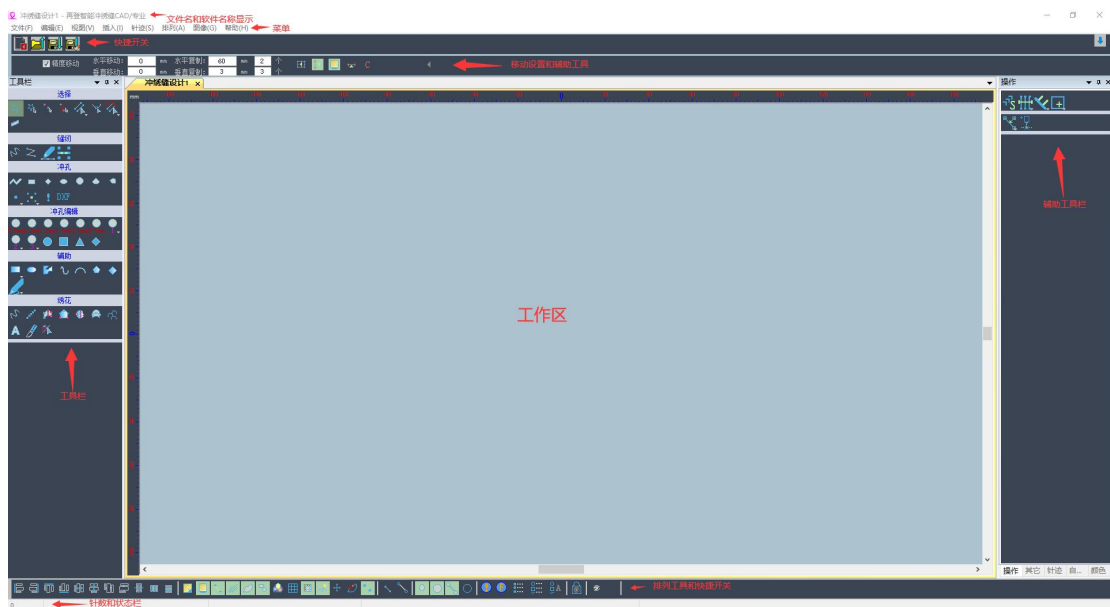 冲绣缝设计1 - 再登智能冲绣缝CAD/专业
文件名和软件名称显示
文件(F) 编辑(E) 视图(V) 插入(I) 针迹(S) 排列(A) 图像(G) 帮助(H)
菜单
快捷开关
精度移动 水平移动: 0 mm 水平复制: 60 mm 2 个
垂直移动: 0 mm 垂直复制: 3 mm 3 个
移动设置和辅助工具
工具栏
冲绣缝设计1
操作
选择
缝纫
冲孔
DXF
冲孔编辑
辅助
绣花
工具栏
工作区
辅助工具栏
操作 其它 针迹 自... 颜色
排列工具和快捷开关
0
针数和状态栏